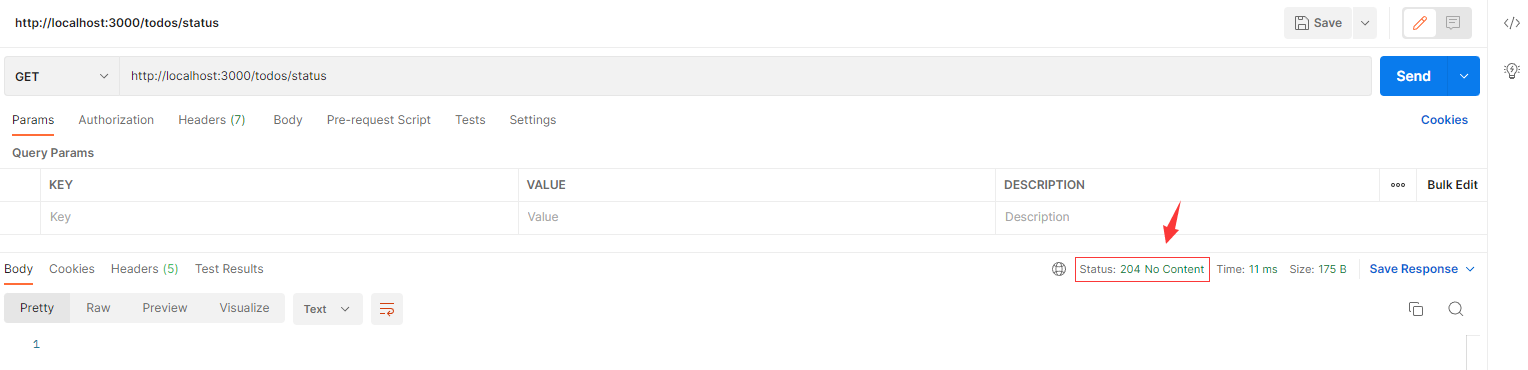 http://localhost:3000/todos/status
Save
GET http://localhost:3000/todos/status Send
Params Authorization Headers (7) Body Pre-request Script Tests Settings Cookies
Query Params
KEY VALUE DESCRIPTION Bulk Edit
Key Value Description
Body Cookies Headers (5) Test Results Status: 204 No Content Time: 11 ms Size: 175 B Save Response
Pretty Raw Preview Visualize Text
1